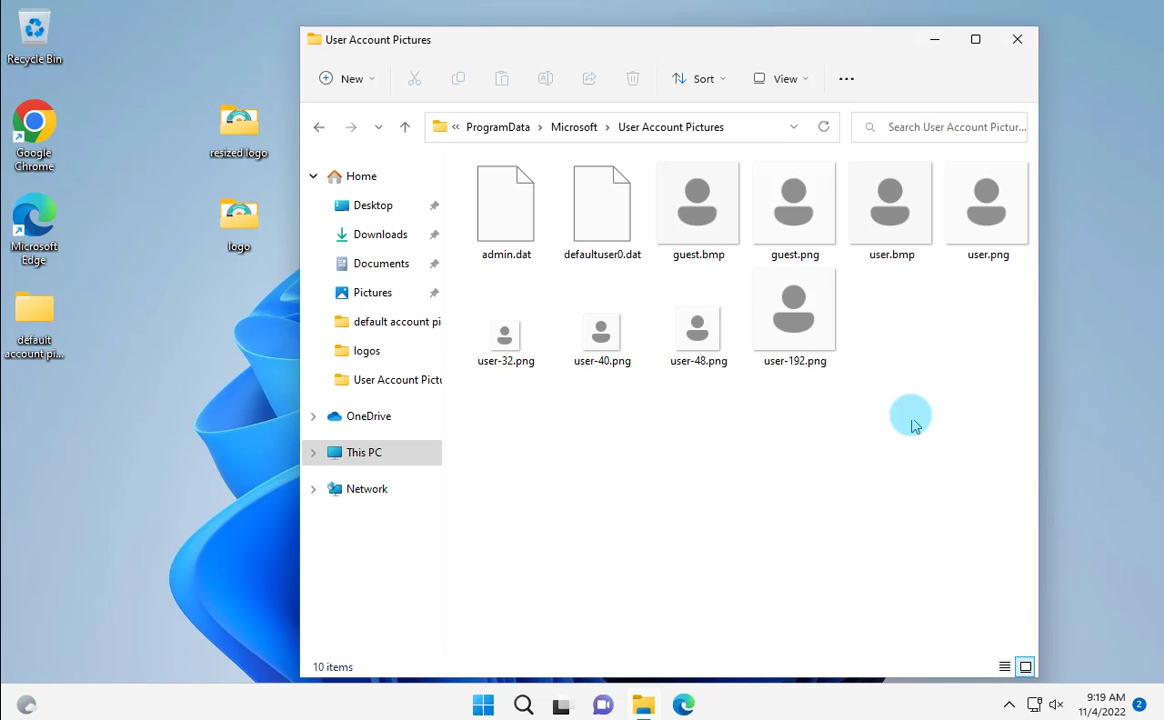 Recycle Bin
Google
Chrome
Microsoft
Edge
default
account pi...
resized logo
logo
User Account Pictures
New
Sort
View
« ProgramData › Microsoft › User Account Pictures
Search User Account Pictur...
Home
Desktop
Downloads
Documents
Pictures
default account pi
logos
User Account Pictu
OneDrive
This PC
Network
admin.dat
defaultuser0.dat
guest.bmp
guest.png
user.bmp
user.png
user-32.png
user-40.png
user-48.png
user-192.png
10 items
9:19 AM
11/4/2022
2